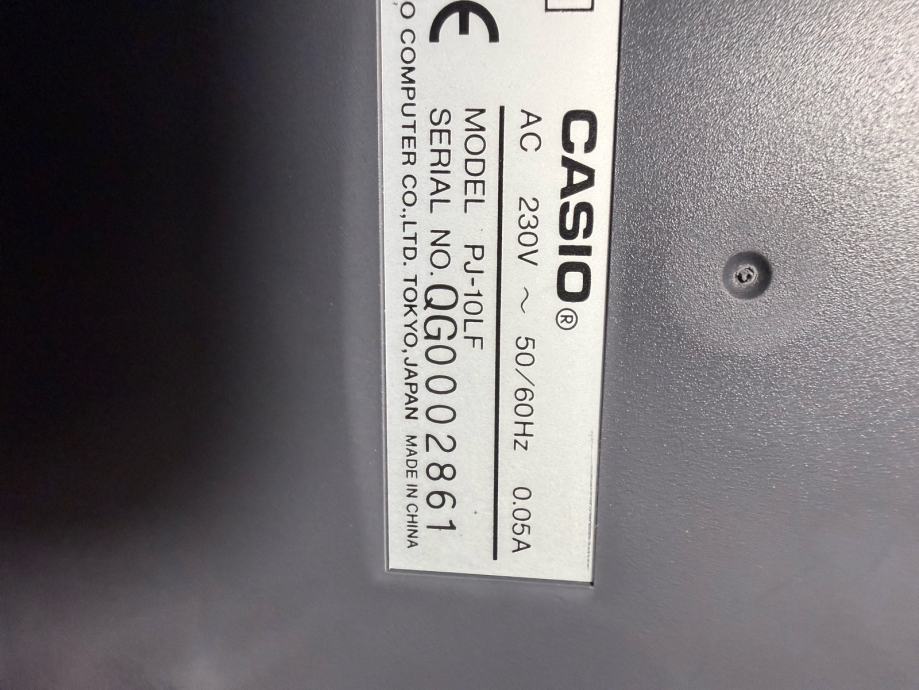 CASIO®
AC 230V ~ 50/60Hz 0.05A
MODEL PJ-10LF
SERIAL NO. QG0002861
CE
O COMPUTER CO.,LTD. TOKYO,JAPAN MADE IN CHINA